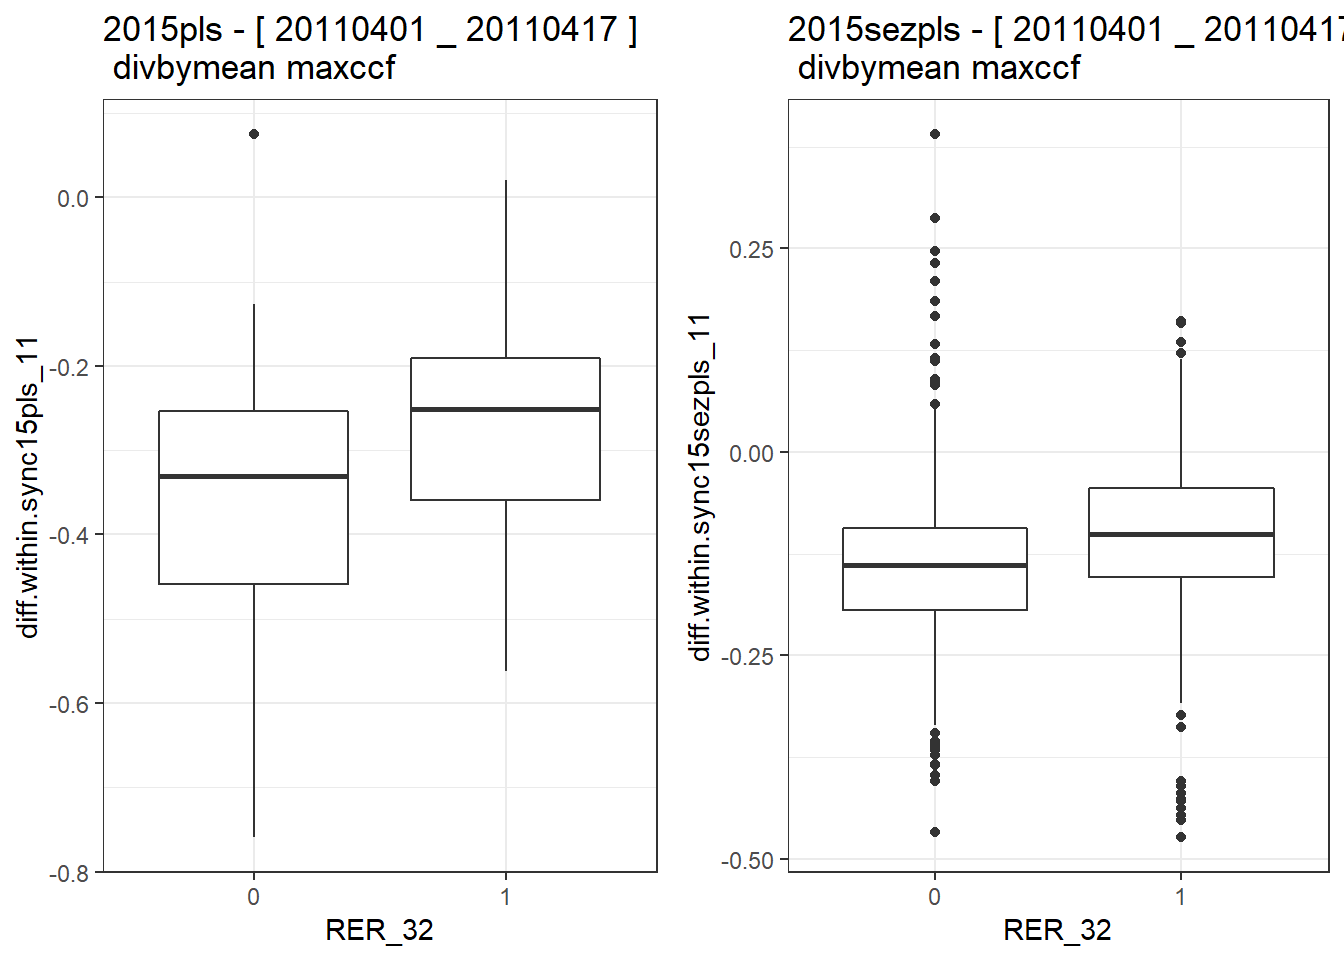 2015pls - [ 20110401 _ 20110417 ]
divbymean maxccf
0.0
-0.2
-0.4
-0.6
-0.8
diff.within.sync15pls_11
0 1
RER_32
2015sezpls - [ 20110401 _ 20110417
divbymean maxccf
0.25
0.00
-0.25
-0.50
diff.within.sync15sezpls_11
0 1
RER_32